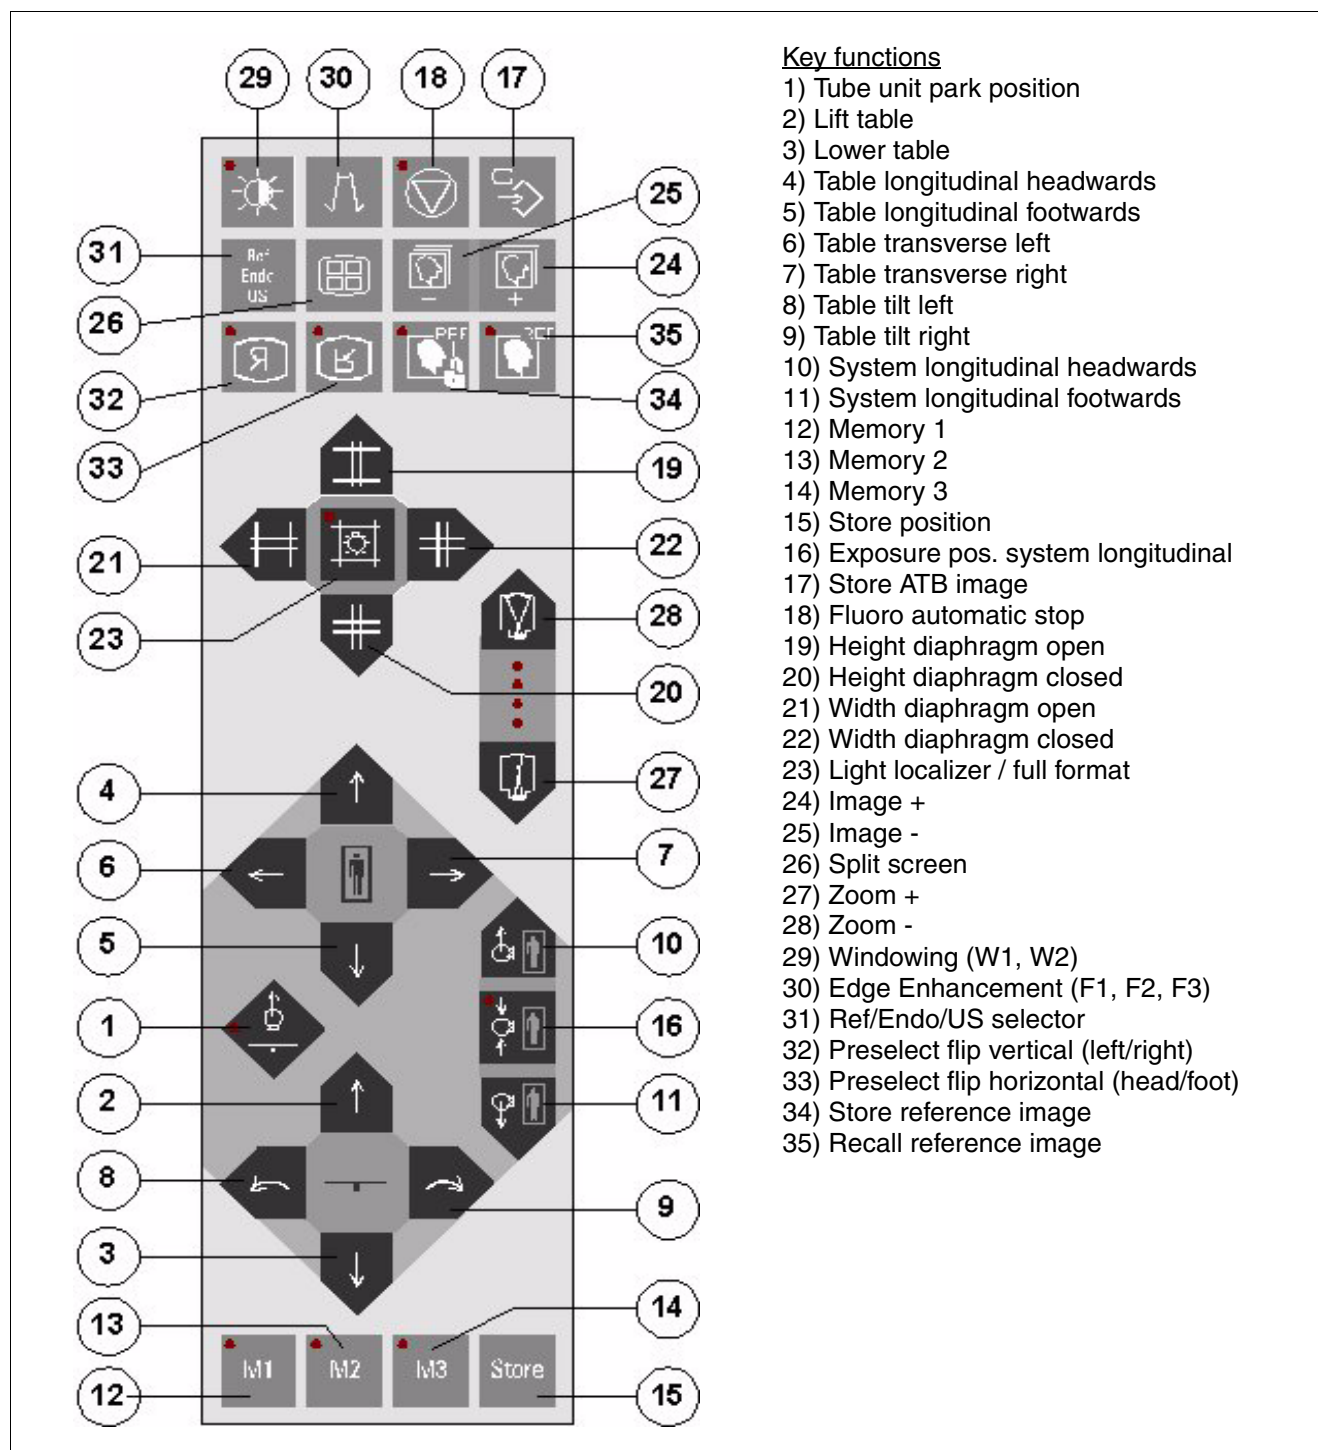 29 30 18 17
25
31
24
26
35
32
34
33
19
21
22
23
28
20
4
27
6
7
5
10
1
16
2
11
8
9
3
14
13
12
15
Endo
US
REF
M1 M2 M3 Store
Key functions
1) Tube unit park position
2) Lift table
3) Lower table
4) Table longitudinal headwards
5) Table longitudinal footwards
6) Table transverse left
7) Table transverse right
8) Table tilt left
9) Table tilt right
10) System longitudinal headwards
11) System longitudinal footwards
12) Memory 1
13) Memory 2
14) Memory 3
15) Store position
16) Exposure pos. system longitudinal
17) Store ATB image
18) Fluoro automatic stop
19) Height diaphragm open
20) Height diaphragm closed
21) Width diaphragm open
22) Width diaphragm closed
23) Light localizer / full format
24) Image +
25) Image -
26) Split screen
27) Zoom +
28) Zoom -
29) Windowing (W1, W2)
30) Edge Enhancement (F1, F2, F3)
31) Ref/Endo/US selector
32) Preselect flip vertical (left/right)
33) Preselect flip horizontal (head/foot)
34) Store reference image
35) Recall reference image